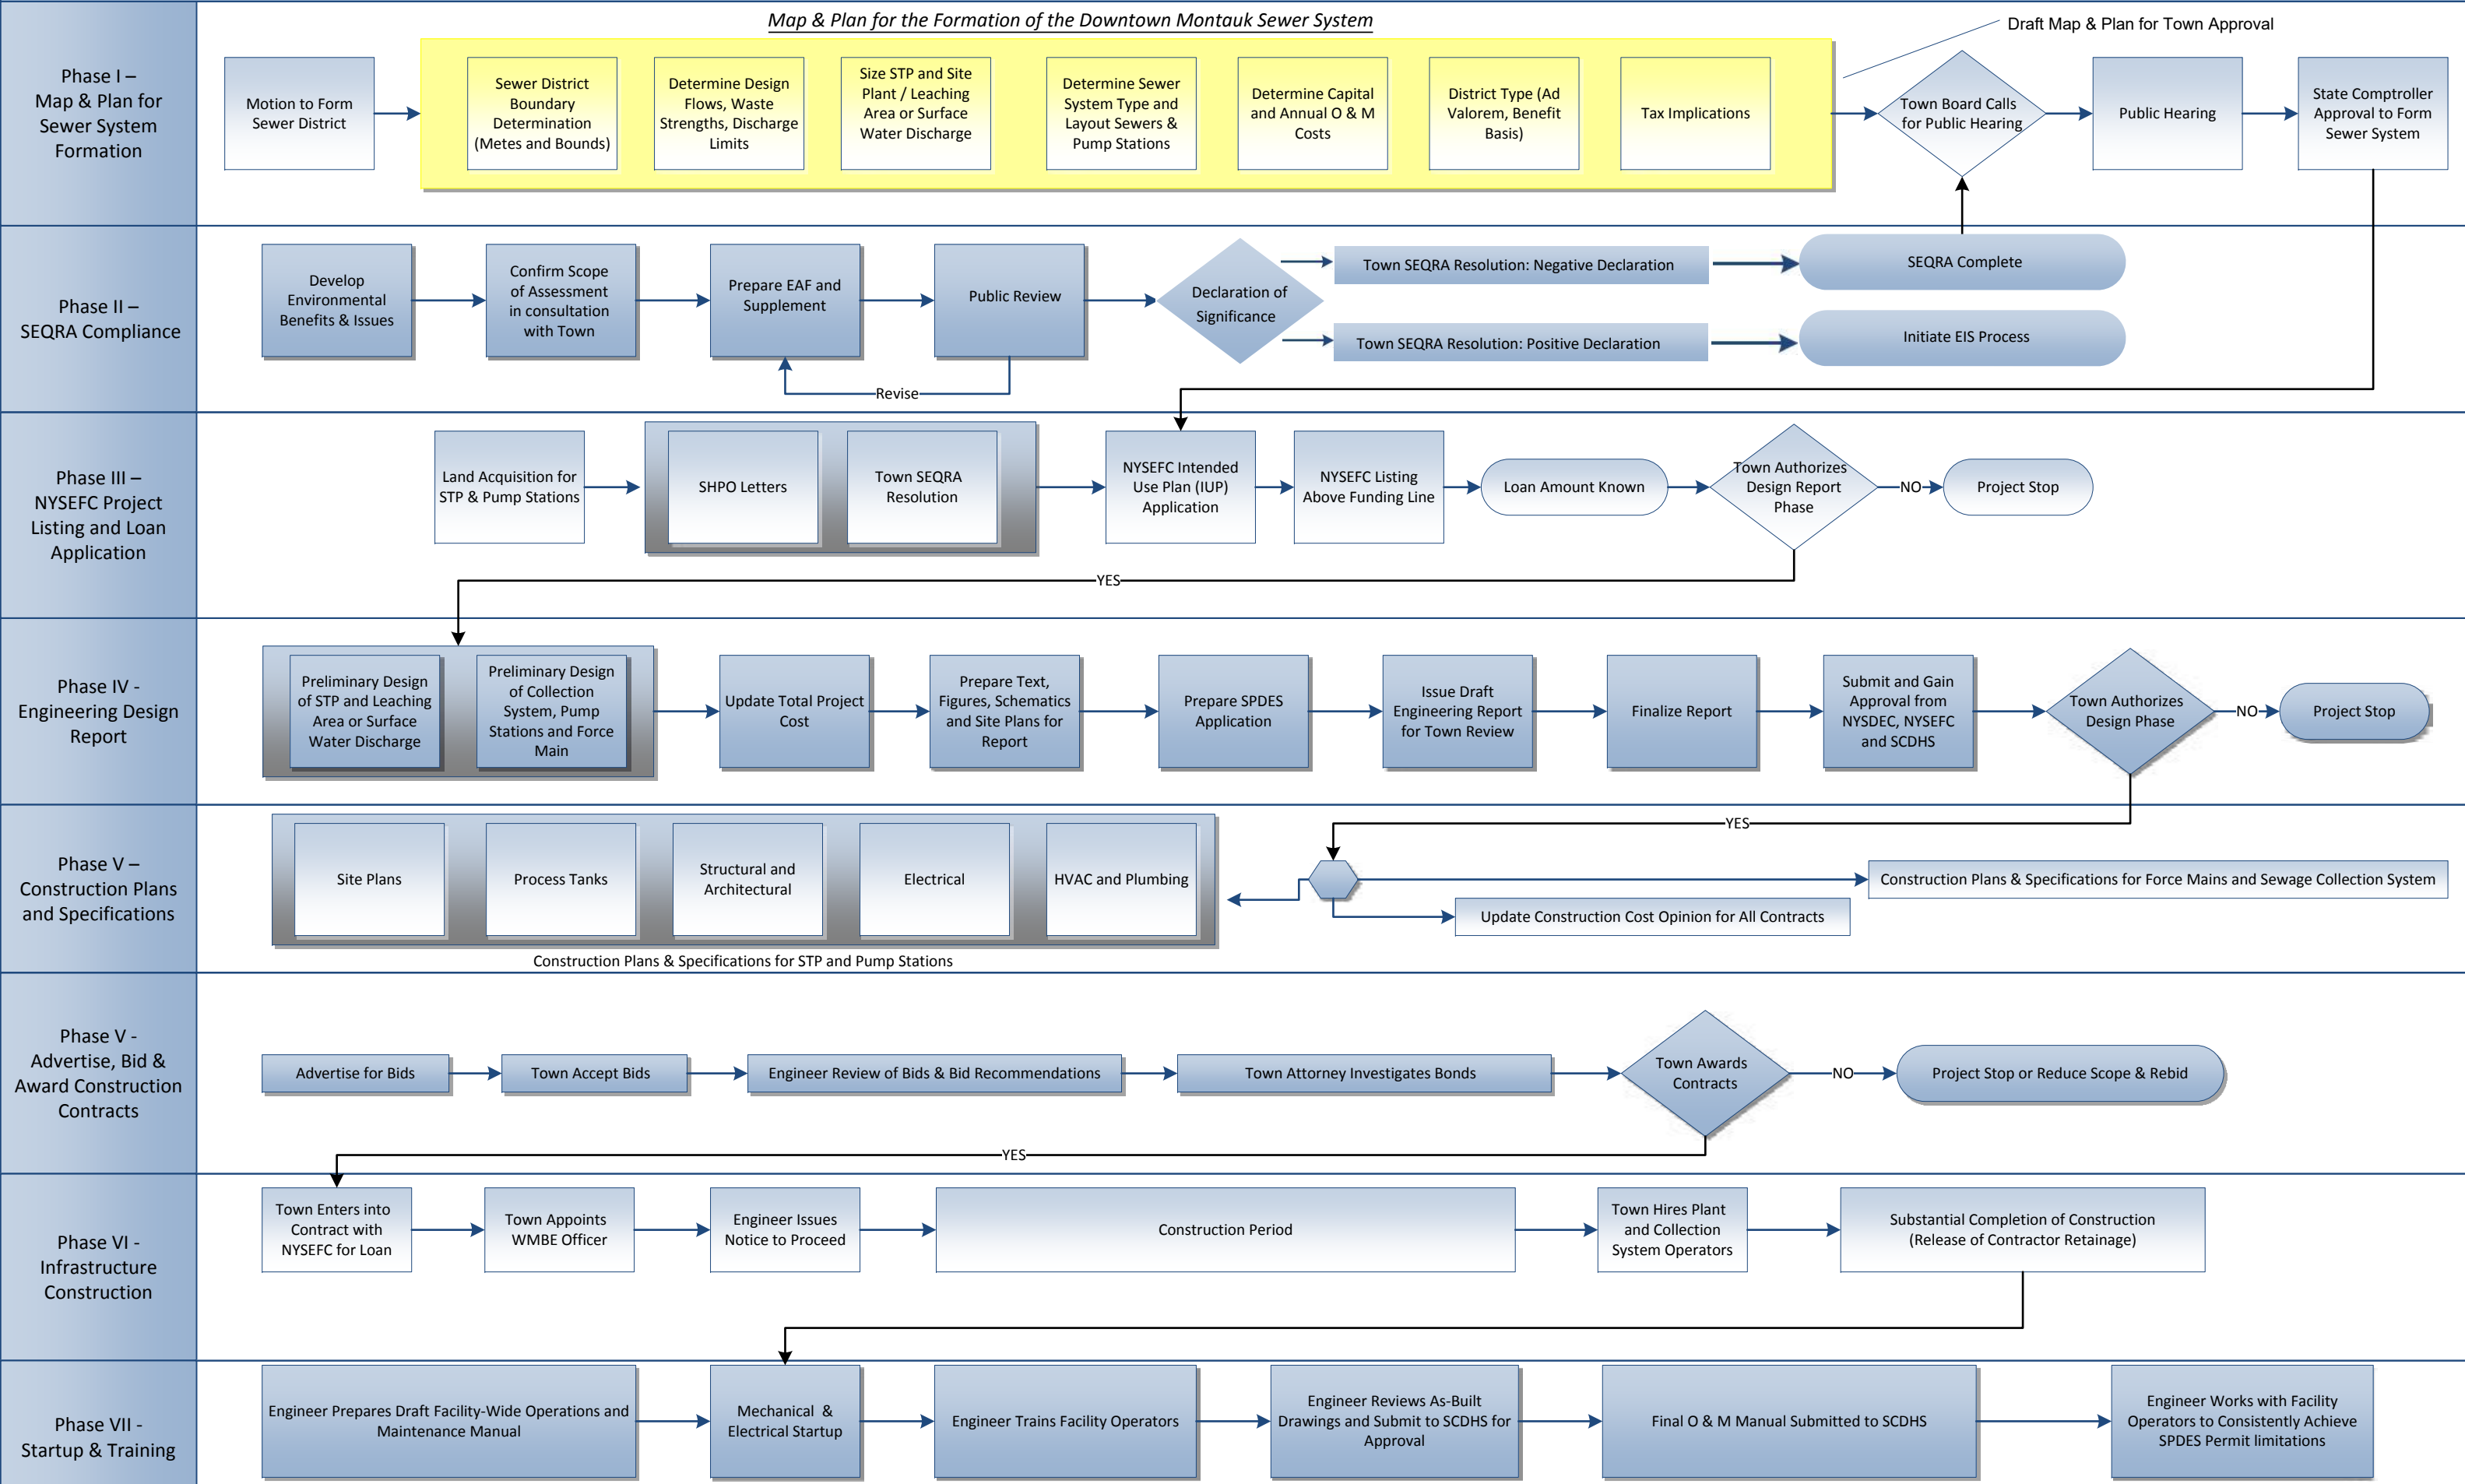 Map & Plan for the Formation of the Downtown Montauk Sewer System
Draft Map & Plan for Town Approval
Phase I –
Map & Plan for
Sewer System
Formation
Motion to Form
Sewer District
Sewer District
Boundary
Determination
(Metes and Bounds)
Determine Design
Flows, Waste
Strengths, Discharge
Limits
Size STP and Site
Plant / Leaching
Area or Surface
Water Discharge
Determine Sewer
System Type and
Layout Sewers &
Pump Stations
Determine Capital
and Annual O & M
Costs
District Type (Ad
Valorem, Benefit
Basis)
Tax Implications
Town Board Calls
for Public Hearing
Public Hearing
State Comptroller
Approval to Form
Sewer System
Phase II –
SEQRA Compliance
Develop
Environmental
Benefits & Issues
Confirm Scope
of Assessment
in consultation
with Town
Prepare EAF and
Supplement
Public Review
Revise
Declaration of
Significance
Town SEQRA Resolution: Negative Declaration
SEQRA Complete
Town SEQRA Resolution: Positive Declaration
Initiate EIS Process
Phase III –
NYSEFC Project
Listing and Loan
Application
Land Acquisition for
STP & Pump Stations
SHPO Letters
Town SEQRA
Resolution
NYSEFC Intended
Use Plan (IUP)
Application
NYSEFC Listing
Above Funding Line
Loan Amount Known
Town Authorizes
Design Report
Phase
NO
Project Stop
YES
Phase IV -
Engineering Design
Report
Preliminary Design
of STP and Leaching
Area or Surface
Water Discharge
Preliminary Design
of Collection
System, Pump
Stations and Force
Main
Update Total Project
Cost
Prepare Text,
Figures, Schematics
and Site Plans for
Report
Prepare SPDES
Application
Issue Draft
Engineering Report
for Town Review
Finalize Report
Submit and Gain
Approval from
NYSDEC, NYSEFC
and SCDHS
Town Authorizes
Design Phase
NO
Project Stop
YES
Phase V –
Construction Plans
and Specifications
Site Plans
Process Tanks
Structural and
Architectural
Electrical
HVAC and Plumbing
Construction Plans & Specifications for STP and Pump Stations
Construction Plans & Specifications for Force Mains and Sewage Collection System
Update Construction Cost Opinion for All Contracts
Phase V -
Advertise, Bid &
Award Construction
Contracts
Advertise for Bids
Town Accept Bids
Engineer Review of Bids & Bid Recommendations
Town Attorney Investigates Bonds
Town Awards
Contracts
NO
Project Stop or Reduce Scope & Rebid
YES
Phase VI -
Infrastructure
Construction
Town Enters into
Contract with
NYSEFC for Loan
Town Appoints
WMBE Officer
Engineer Issues
Notice to Proceed
Construction Period
Town Hires Plant
and Collection
System Operators
Substantial Completion of Construction
(Release of Contractor Retainage)
Phase VII -
Startup & Training
Engineer Prepares Draft Facility-Wide Operations and
Maintenance Manual
Mechanical &
Electrical Startup
Engineer Trains Facility Operators
Engineer Reviews As-Built
Drawings and Submit to SCDHS for
Approval
Final O & M Manual Submitted to SCDHS
Engineer Works with Facility
Operators to Consistently Achieve
SPDES Permit limitations